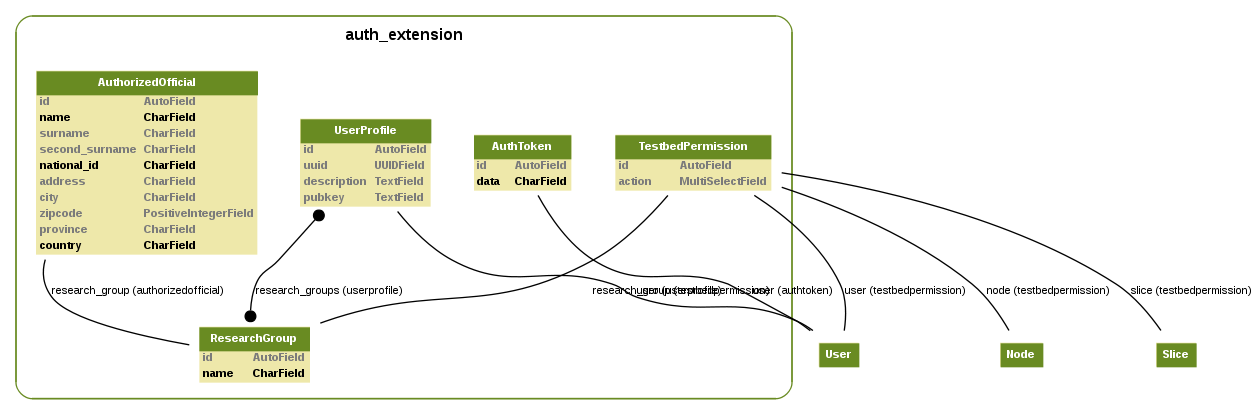 auth_extension
AuthorizedOfficial
id AutoField
name CharField
surname CharField
second_surname CharField
national_id CharField
address CharField
city CharField
zipcode PositiveIntegerField
province CharField
country CharField
UserProfile
id AutoField
uuid UUIDField
description TextField
pubkey TextField
AuthToken
id AutoField
data CharField
TestbedPermission
id AutoField
action MultiSelectField
research_group (authorizedofficial)
research_groups (userprofile)
research_group (testbedpermission)
user (userprofile)
user (authtoken)
user (testbedpermission)
node (testbedpermission)
slice (testbedpermission)
ResearchGroup
id AutoField
name CharField
User
Node
Slice